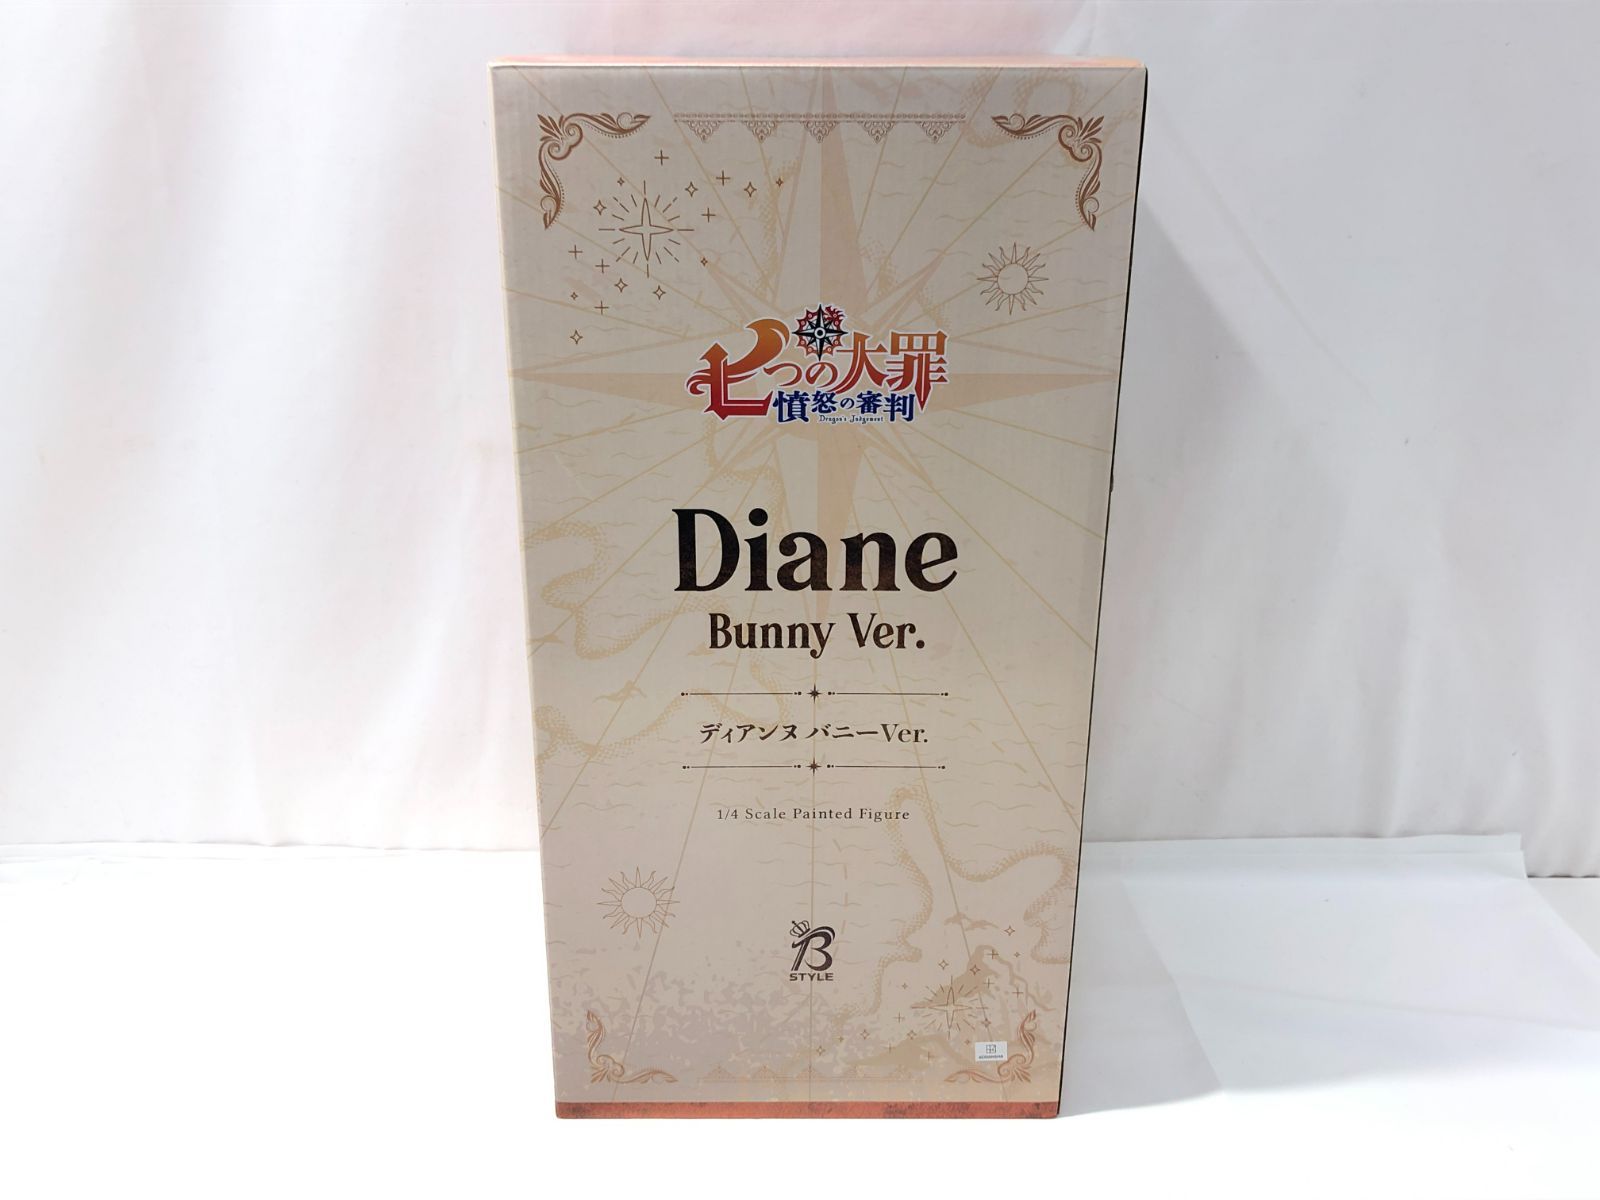 七つの大罪
憤怒の審判
Dragon's Judgement
Diane
Bunny Ver.
ディアンヌ バニーVer.
1/4 Scale Painted Figure
B
STYLE
KODANSHA